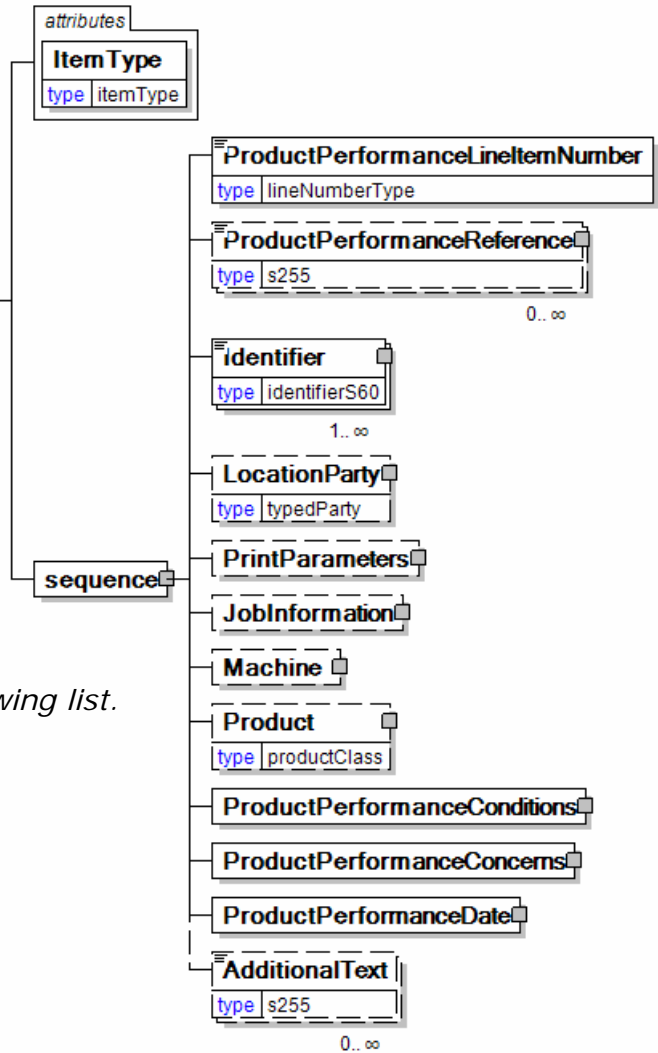 attributes
ItemType
type itemType
ProductPerformanceLineItemNumber
type lineNumberType
ProductPerformanceReference
type s255
0.. ∞
Identifier
type identifierS60
1.. ∞
LocationParty
type typedParty
PrintParameters
sequence
JobInformation
Machine
wing list.
Product
type productClass
ProductPerformanceConditions
ProductPerformanceConcerns
ProductPerformanceDate
AdditionalText
type s255
0.. ∞